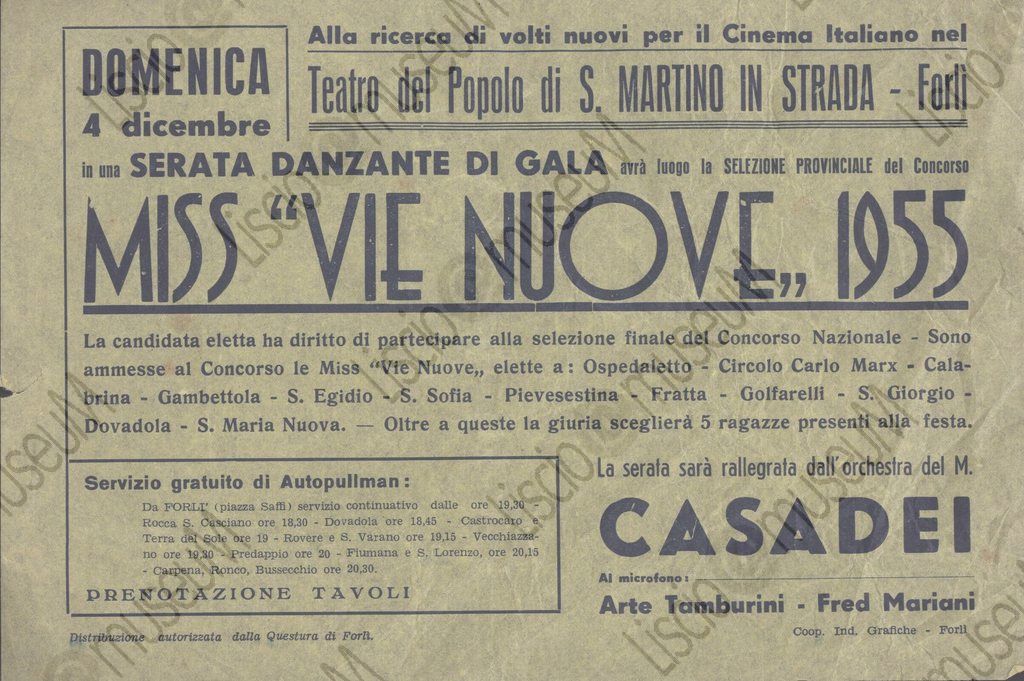 DOMENICA
4 dicembre
Alla ricerca di volti nuovi per il Cinema Italiano nel
Teatro del Popolo di S. MARTINO IN STRADA - Forlì
in una SERATA DANZANTE DI GALA avrà luogo la SELEZIONE PROVINCIALE del Concorso
MISS "VIE NUOVE„ 1955
La candidata eletta ha diritto di partecipare alla selezione finale del Concorso Nazionale - Sono
ammesse al Concorso le Miss "Vie Nuove„ elette a: Ospedaletto - Circolo Carlo Marx - Cala-
brina - Gambettola - S. Egidio - S. Sofia - Pievesestina - Fratta - Golfarelli - S. Giorgio -
Dovadola - S. Maria Nuova. — Oltre a queste la giuria sceglierà 5 ragazze presenti alla festa.
Servizio gratuito di Autopullman:
Da FORLI' (piazza Saffi) servizio continuativo dalle ore 19,30 -
Rocca S. Casciano ore 18,30 - Dovadola ore 18,45 - Castrocaro e
Terra del Sole ore 19 - Rovere e S. Varano ore 19,15 - Vecchiazza-
no ore 19,30 - Predappio ore 20 - Fiumana e S. Lorenzo, ore 20,15
- Carpena, Ronco, Bussecchio ore 20,30.
PRENOTAZIONE TAVOLI
La serata sarà rallegrata dall'orchestra del M.
CASADEI
Al microfono:
Arte Tamburini - Fred Mariani
Coop. Ind. Grafiche - Forlì
Distribuzione autorizzata dalla Questura di Forlì.
Liscio@museuM